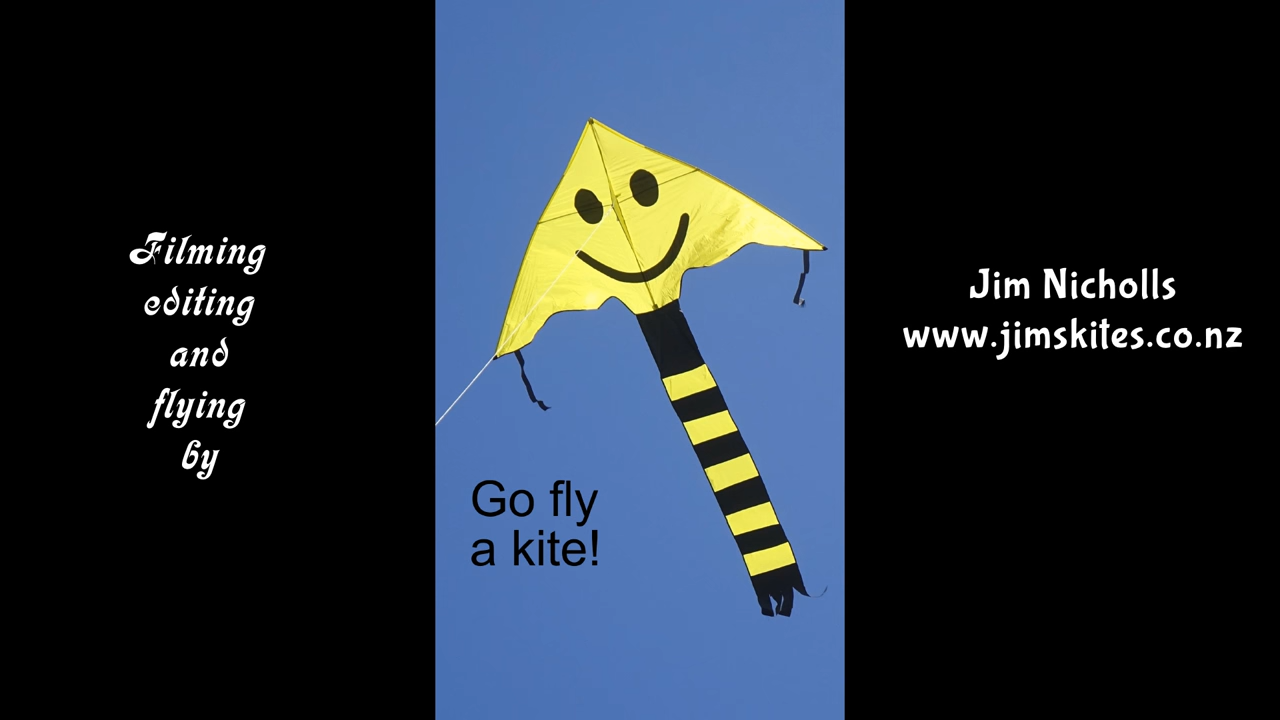 Filming
editing
and
flying
by
Go fly
a kite!
Jim Nicholls
www.jimskites.co.nz